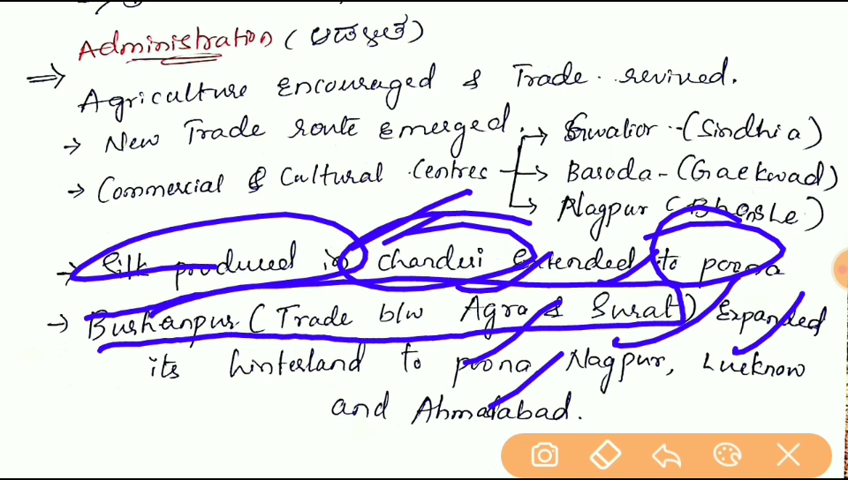 Administration (ಆಡಳಿತ)
⇒ Agriculture Encouraged & Trade revived.
→ New Trade route Emerged.
→ Commercial & Cultural Centres → Gwalior - (Sindhia)
→ Baroda - (Gaekwad)
→ Nagpur (Bhonsle)
→ Silk produced in chanderi extended to poona
→ Burhanpur (Trade b/w Agra & Surat) Expanded
its hinterland to poona, Nagpur, Lucknow
and Ahmadabad.